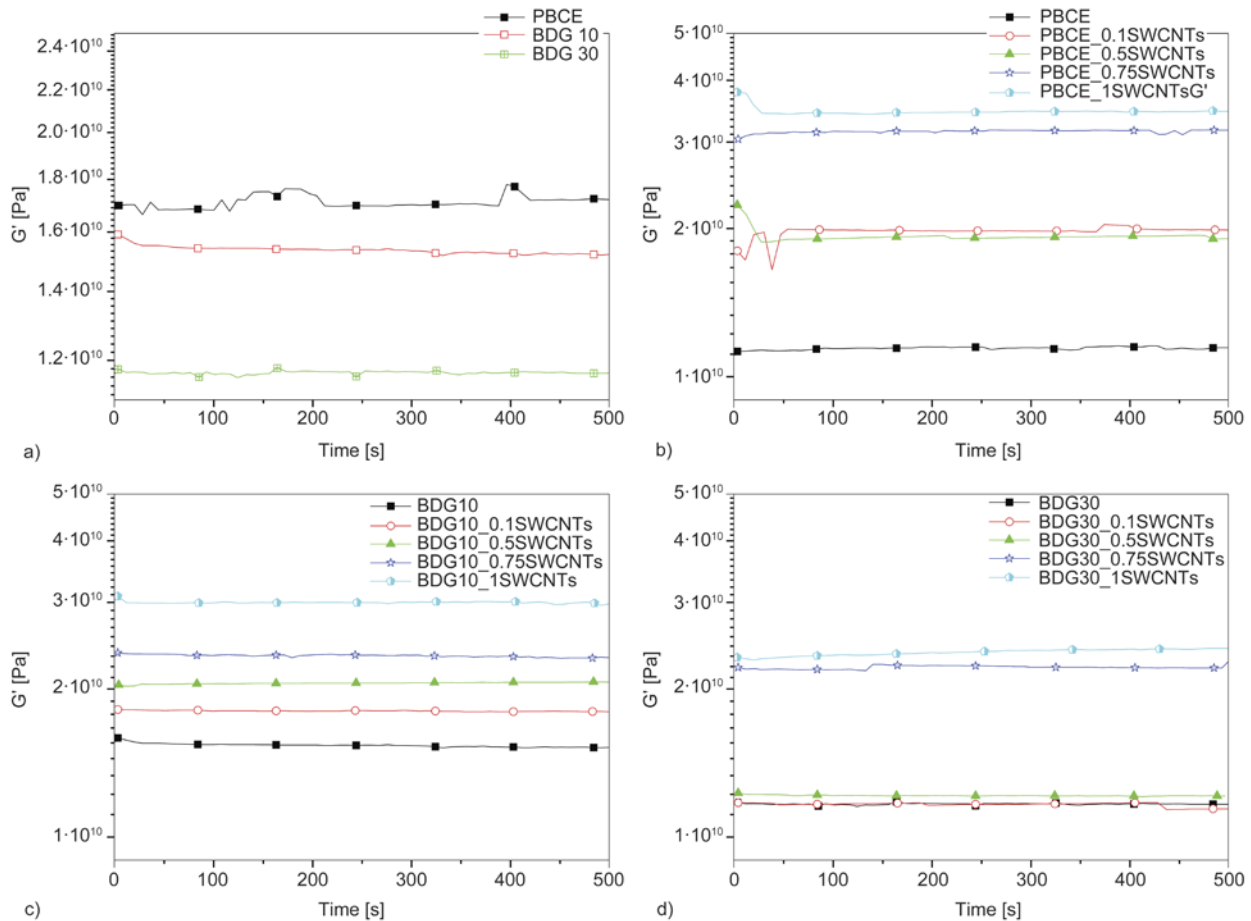 PBCE
BDG 10
BDG 30
2.4·10¹⁰
2.2·10¹⁰
2.0·10¹⁰
1.8·10¹⁰
1.6·10¹⁰
1.4·10¹⁰
1.2·10¹⁰
G' [Pa]
0 100 200 300 400 500
Time [s]
a)
PBCE
PBCE_0.1SWCNTs
PBCE_0.5SWCNTs
PBCE_0.75SWCNTs
PBCE_1SWCNTsG'
5·10¹⁰
4·10¹⁰
3·10¹⁰
2·10¹⁰
1·10¹⁰
G' [Pa]
0 100 200 300 400 500
Time [s]
b)
BDG10
BDG10_0.1SWCNTs
BDG10_0.5SWCNTs
BDG10_0.75SWCNTs
BDG10_1SWCNTs
5·10¹⁰
4·10¹⁰
3·10¹⁰
2·10¹⁰
1·10¹⁰
G' [Pa]
0 100 200 300 400 500
Time [s]
c)
BDG30
BDG30_0.1SWCNTs
BDG30_0.5SWCNTs
BDG30_0.75SWCNTs
BDG30_1SWCNTs
5·10¹⁰
4·10¹⁰
3·10¹⁰
2·10¹⁰
1·10¹⁰
G' [Pa]
0 100 200 300 400 500
Time [s]
d)